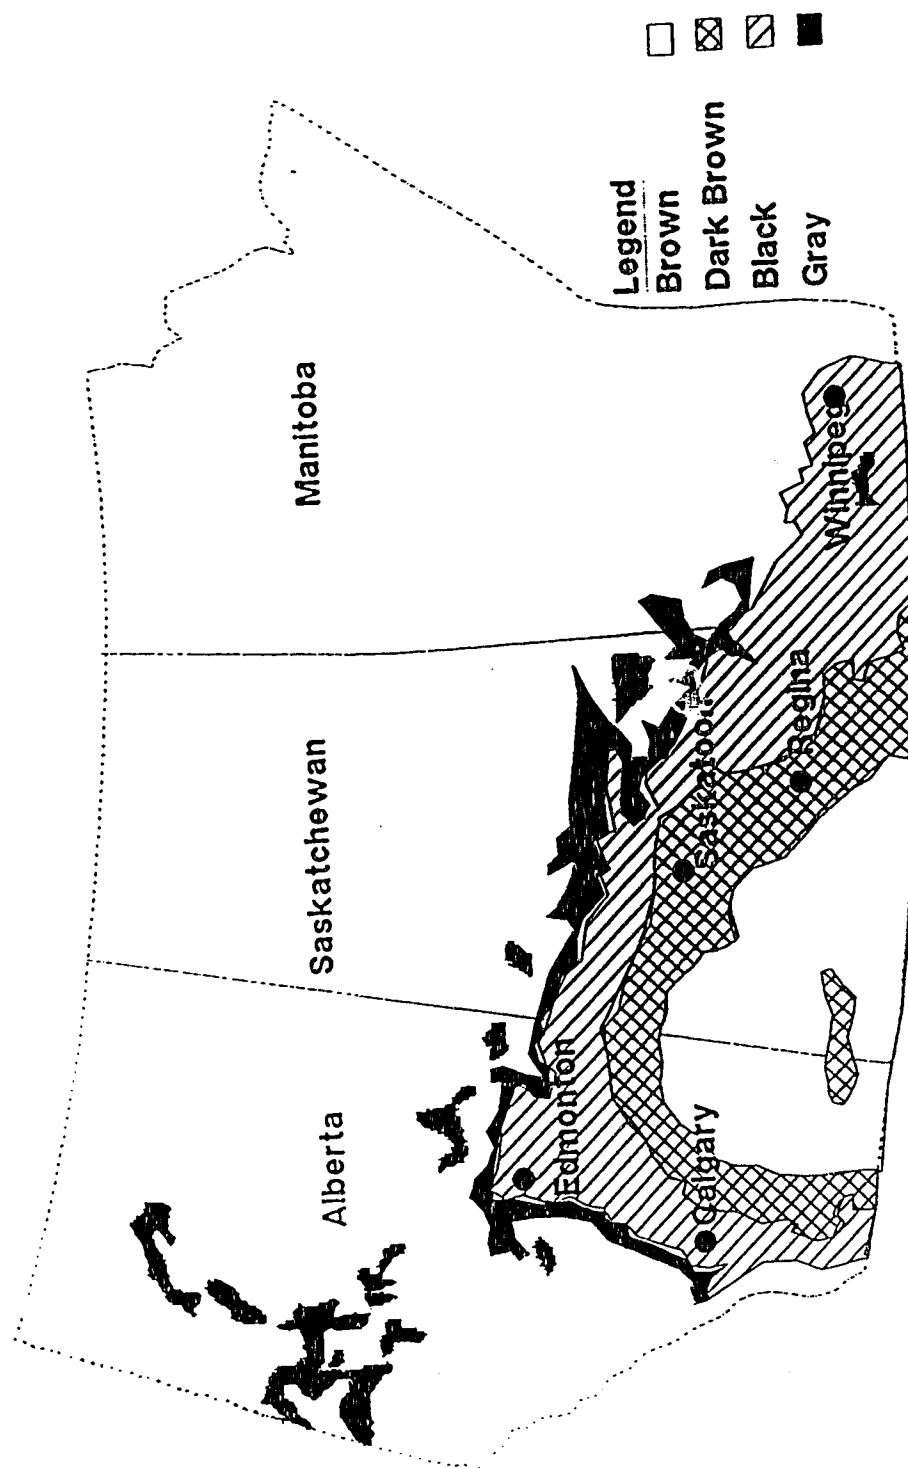 Alberta
Saskatchewan
Manitoba
Edmonton
Calgary
Saskatoon
Regina
Winnipeg
Legend
Brown
Dark Brown
Black
Gray